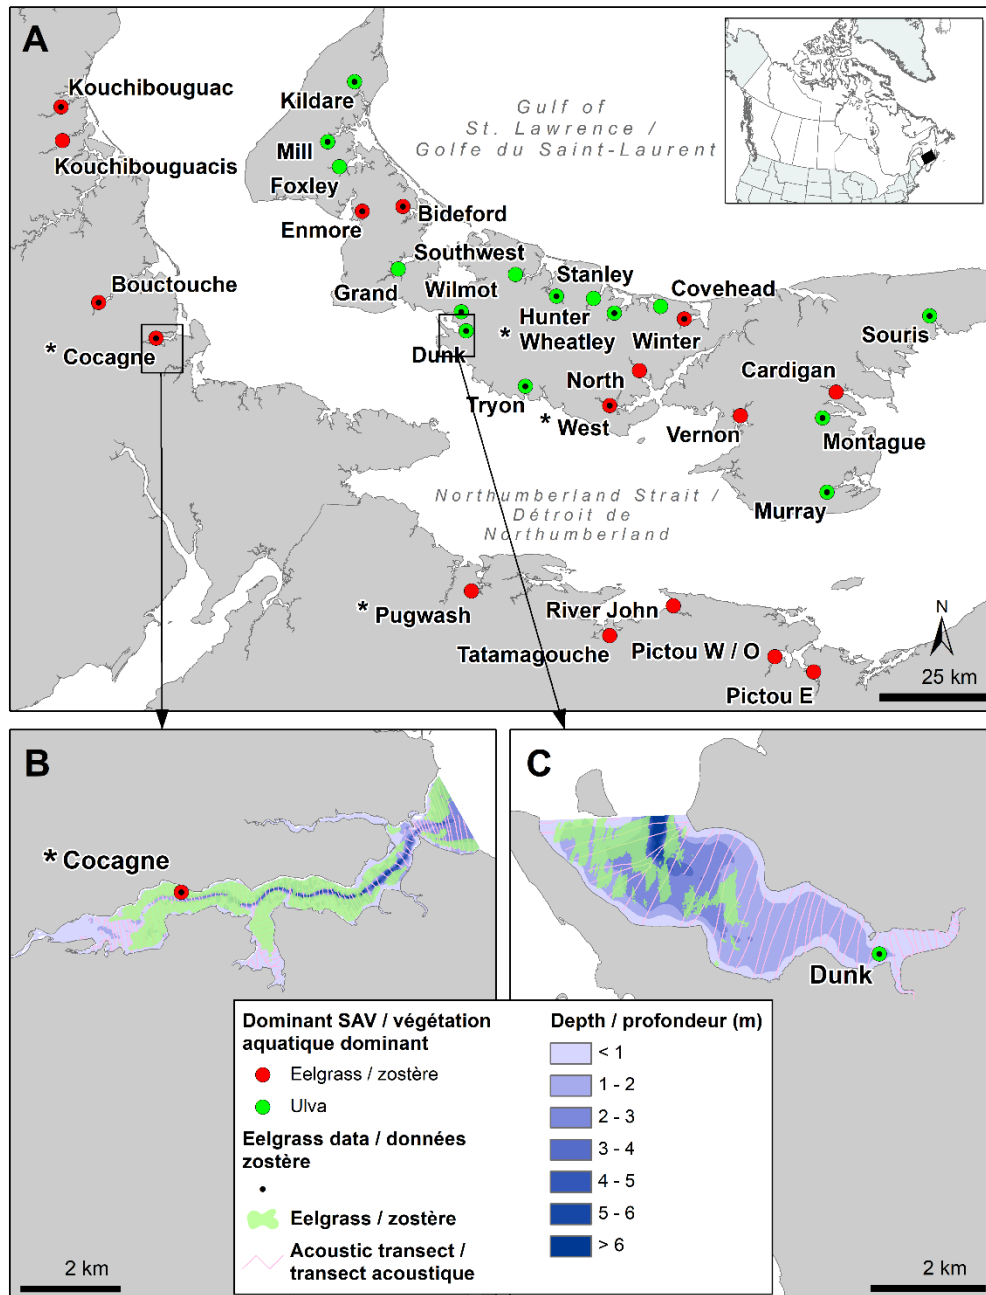 A
Kouchibouguac
Kouchibouguacis
Kildare
Mill
Foxley
Enmore
Bideford
Gulf of
St. Lawrence /
Golfe du Saint-Laurent
Bouctouche
* Cocagne
Southwest
Grand
Wilmot
Dunk
Stanley
Hunter
* Wheatley
Covehead
Winter
Souris
North
Tryon
* West
Cardigan
Vernon
Montague
Murray
Northumberland Strait /
Détroit de
Northumberland
* Pugwash
River John
Tatamagouche
Pictou W / O
Pictou E
N
25 km
B
* Cocagne
2 km
C
Dunk
2 km
Dominant SAV / végétation
aquatique dominant
Eelgrass / zostère
Ulva
Eelgrass data / données
zostère
Eelgrass / zostère
Acoustic transect /
transect acoustique
Depth / profondeur (m)
< 1
1 - 2
2 - 3
3 - 4
4 - 5
5 - 6
> 6